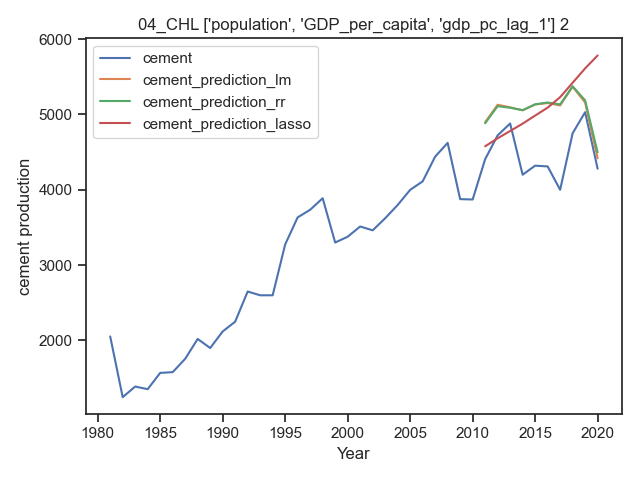 04_CHL ['population', 'GDP_per_capita', 'gdp_pc_lag_1'] 2
6000
5000
4000
3000
2000
cement production
cement
cement_prediction_lm
cement_prediction_rr
cement_prediction_lasso
1980
1985
1990
1995
2000
2005
2010
2015
2020
Year